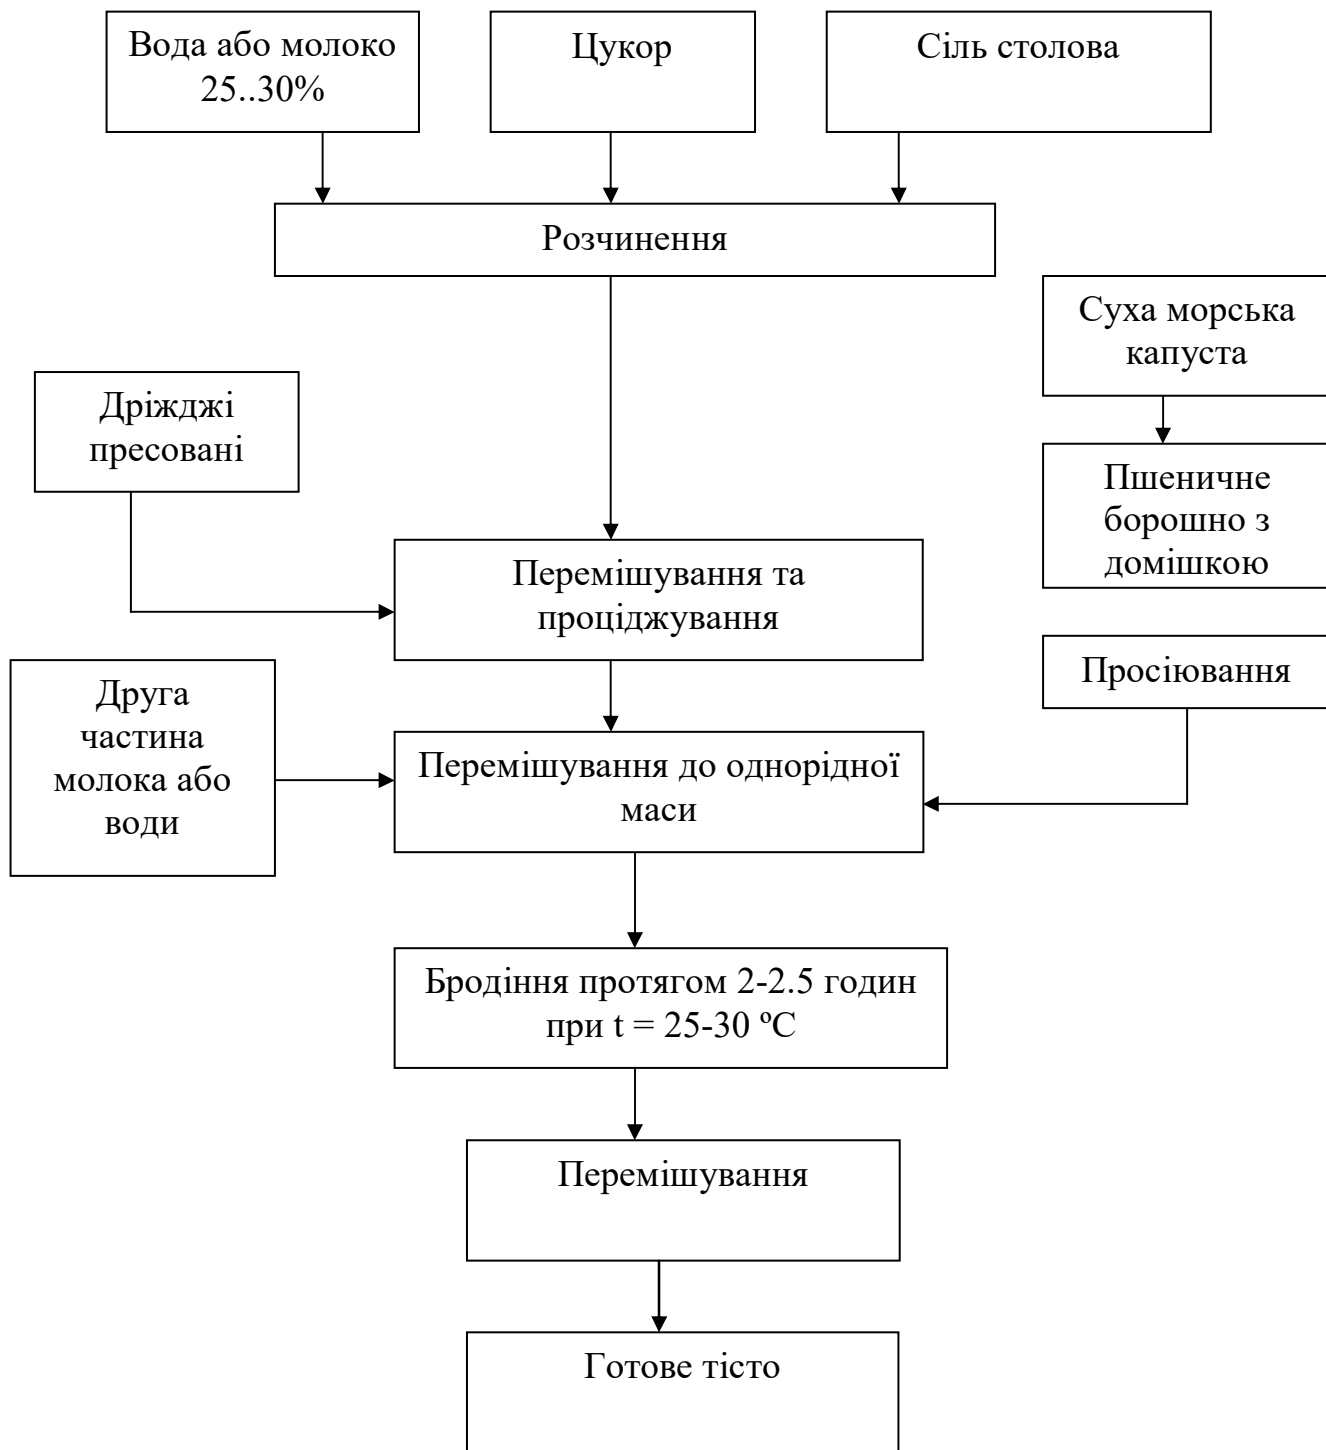 Вода або молоко
25..30%
Цукор
Сіль столова
Розчинення
Суха морська
капуста
Дріжджі
пресовані
Пшеничне
борошно з
домішкою
Перемішування та
проціджування
Просіювання
Друга
частина
молока або
води
Перемішування до однорідної
маси
Бродіння протягом 2-2.5 годин
при t = 25-30 ºС
Перемішування
Готове тісто